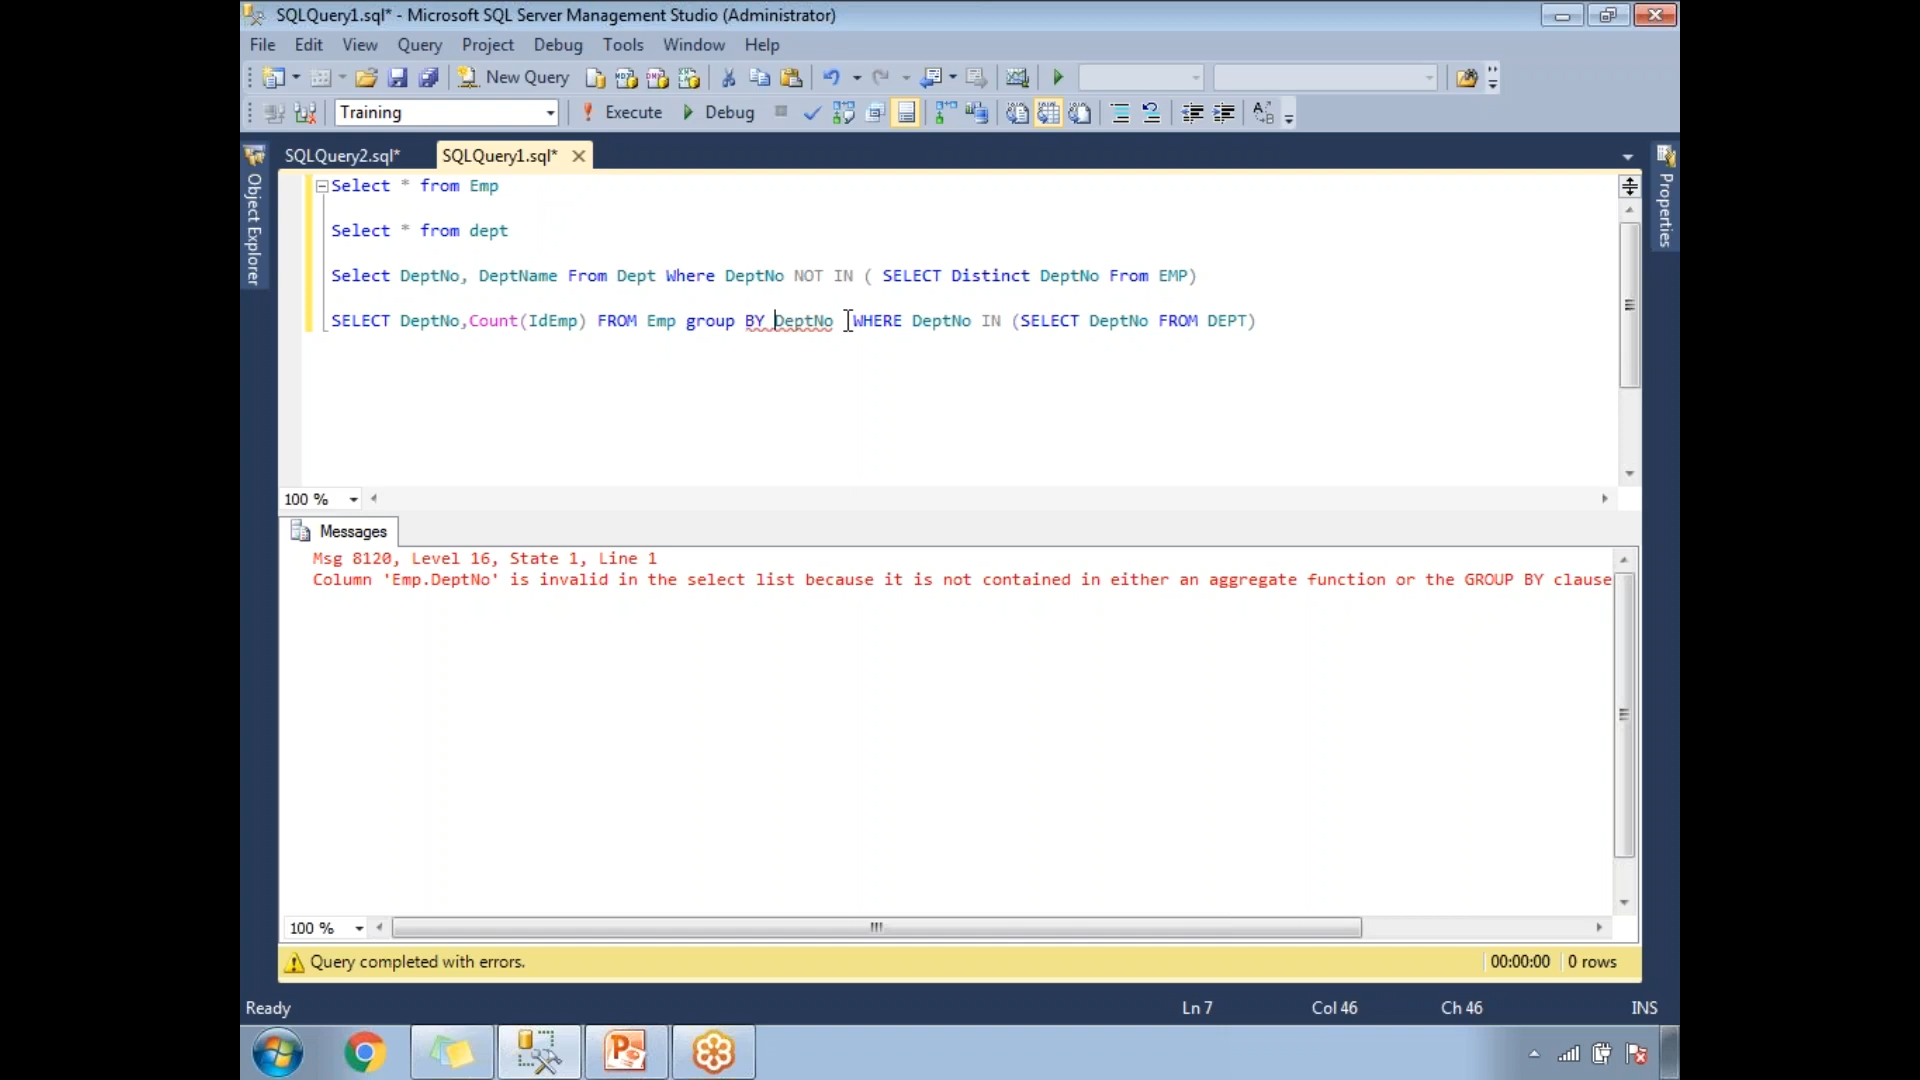 SQLQuery1.sql* - Microsoft SQL Server Management Studio (Administrator)
File Edit View Query Project Debug Tools Window Help
New Query
Training Execute Debug
SQLQuery2.sql* SQLQuery1.sql*
Object Explorer
Properties
Select * from Emp
Select * from dept
Select DeptNo, DeptName From Dept Where DeptNo NOT IN ( SELECT Distinct DeptNo From EMP)
SELECT DeptNo,Count(IdEmp) FROM Emp group BY DeptNo WHERE DeptNo IN (SELECT DeptNo FROM DEPT)
100 %
Messages
Msg 8120, Level 16, State 1, Line 1
Column 'Emp.DeptNo' is invalid in the select list because it is not contained in either an aggregate function or the GROUP BY clause
100 %
Query completed with errors. 00:00:00 0 rows
Ready Ln 7 Col 46 Ch 46 INS